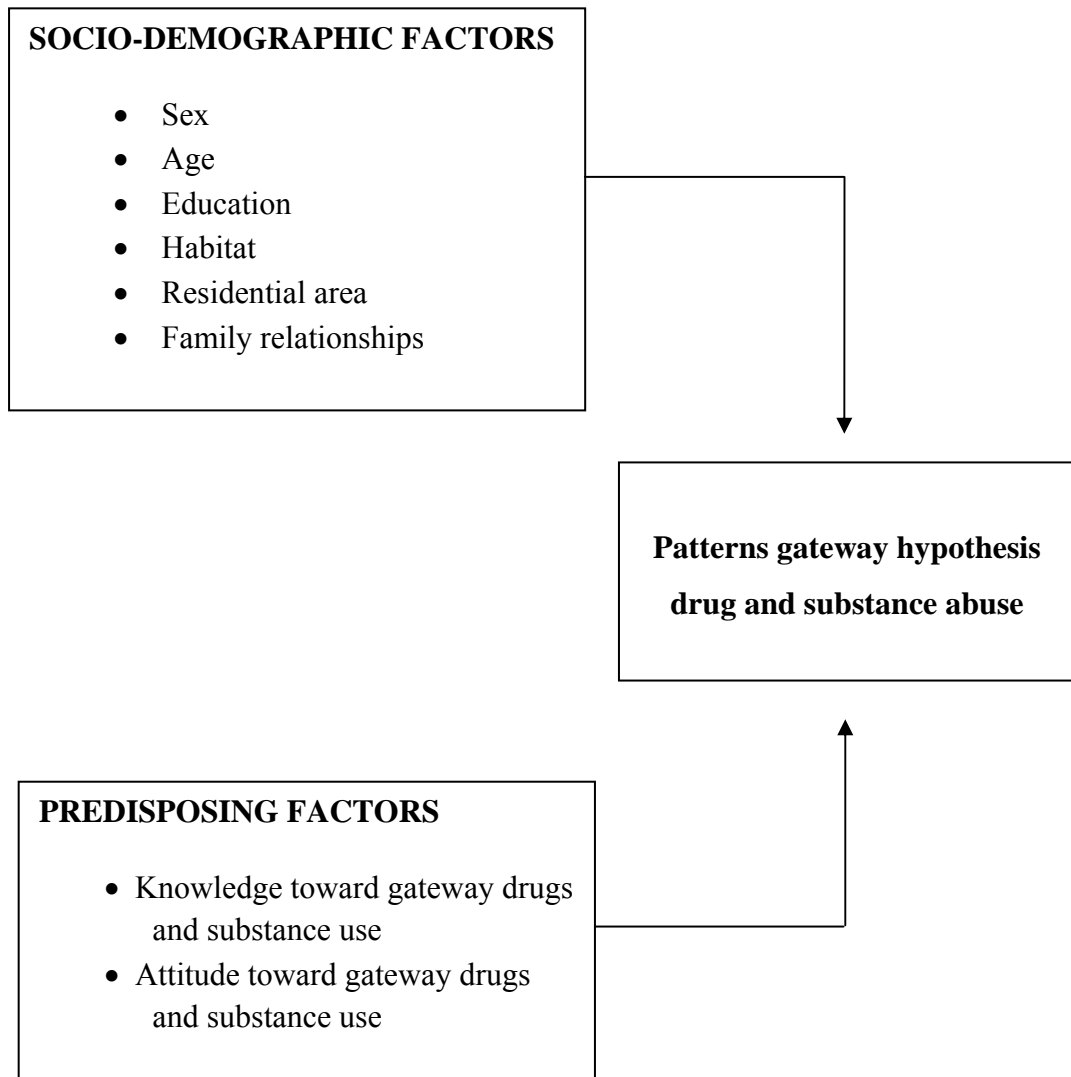 SOCIO-DEMOGRAPHIC FACTORS
• Sex
• Age
• Education
• Habitat
• Residential area
• Family relationships
Patterns gateway hypothesis
drug and substance abuse
PREDISPOSING FACTORS
• Knowledge toward gateway drugs
and substance use
• Attitude toward gateway drugs
and substance use